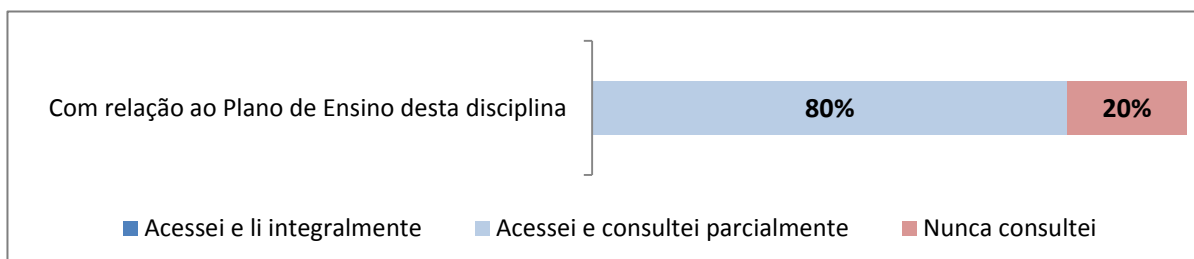 Com relação ao Plano de Ensino desta disciplina
80%
20%
Acessei e li integralmente
Acessei e consultei parcialmente
Nunca consultei